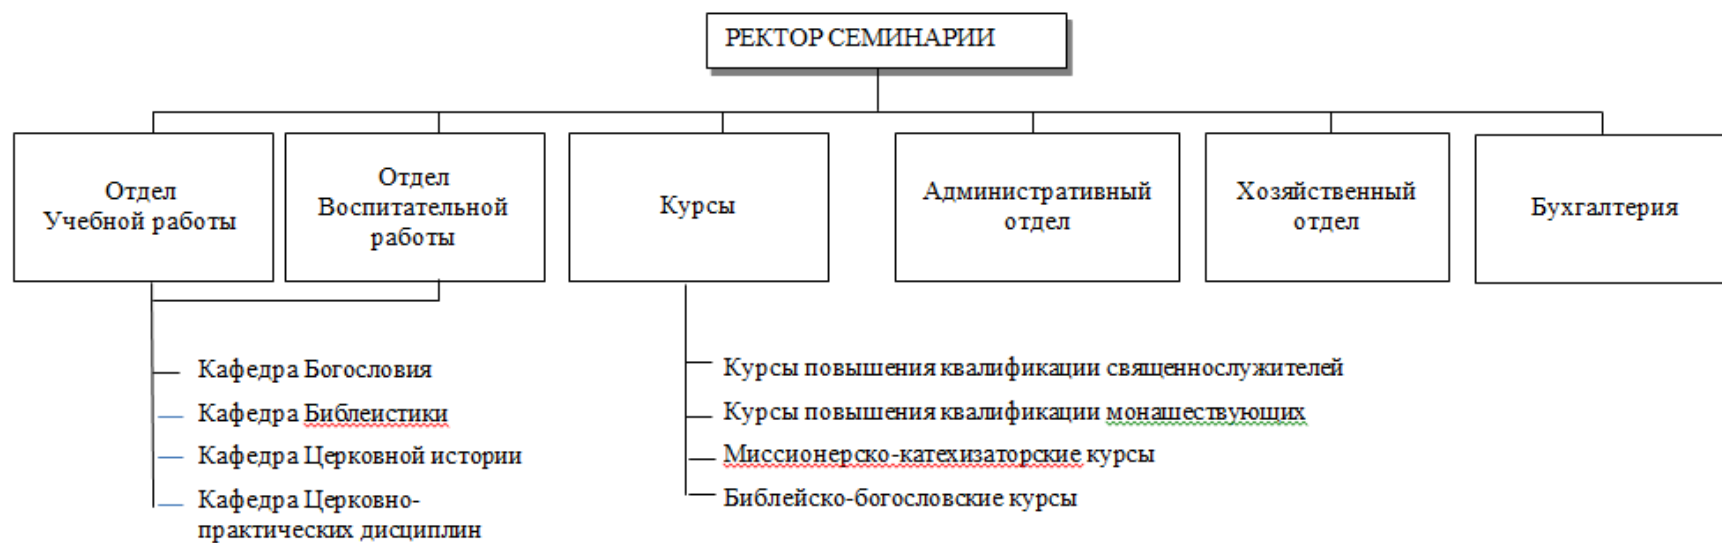 РЕКТОР СЕМИНАРИИ
Отдел
Учебной работы
Отдел
Воспитательной
работы
Курсы
Административный
отдел
Хозяйственный
отдел
Бухгалтерия
Кафедра Богословия
Кафедра Библеистики
Кафедра Церковной истории
Кафедра Церковно-
практических дисциплин
Курсы повышения квалификации священнослужителей
Курсы повышения квалификации монашествующих
Миссионерско-катехизаторские курсы
Библейско-богословские курсы